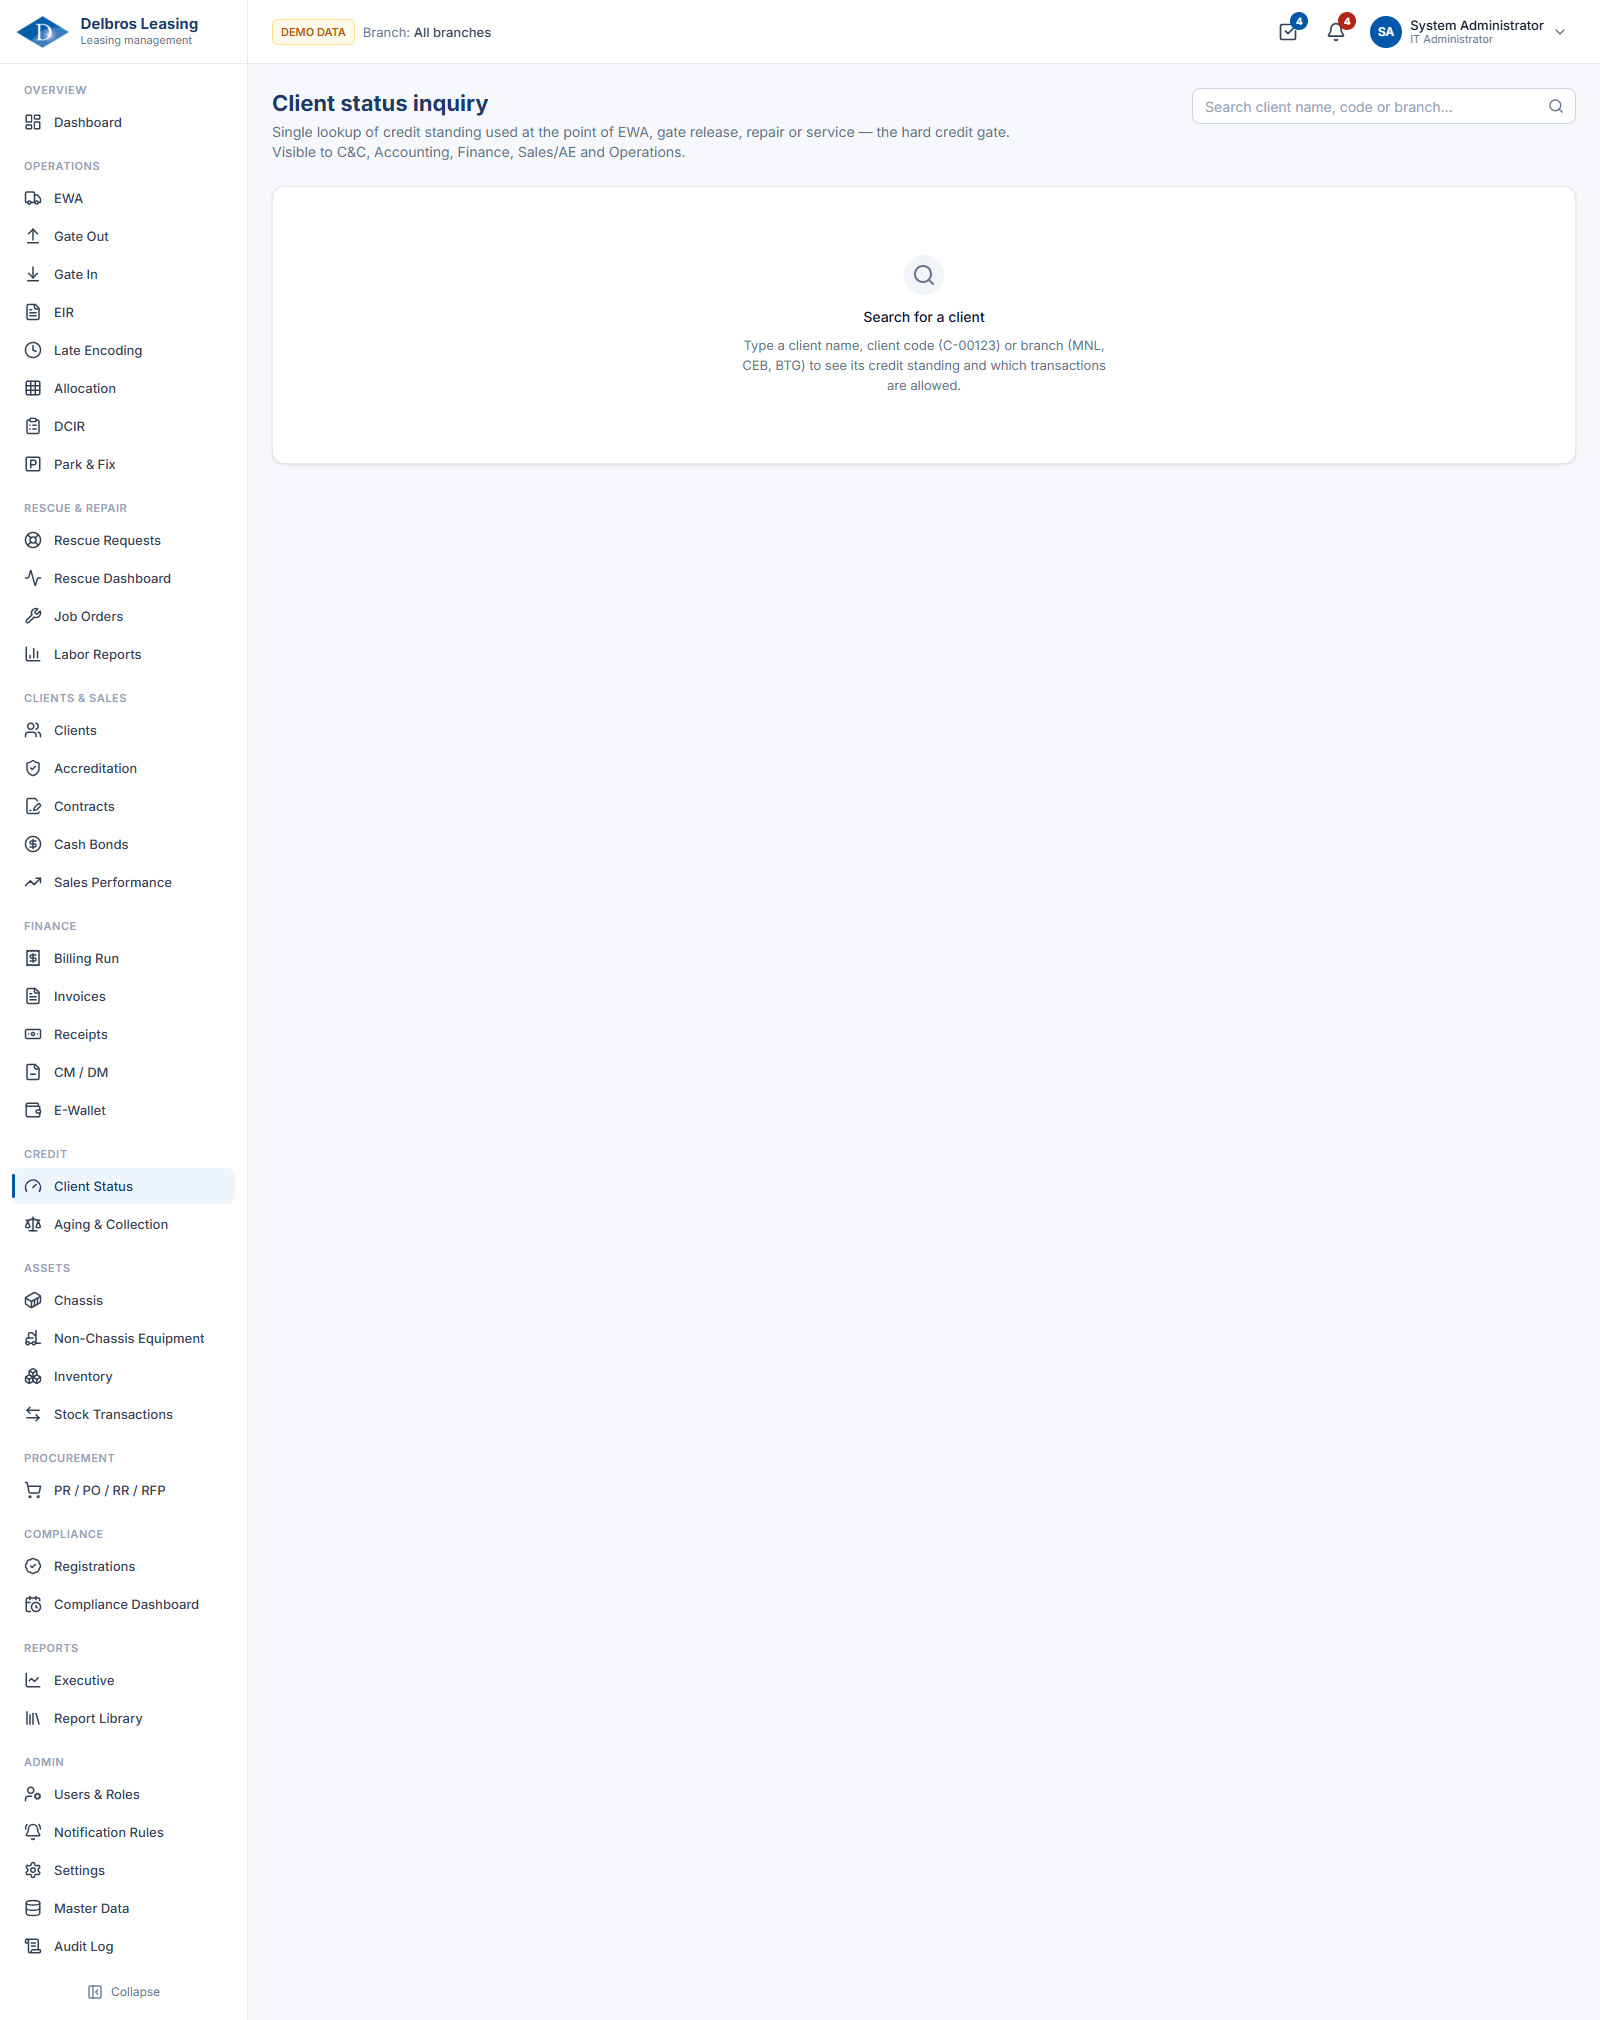 Delbros Leasing
Leasing management
DEMO DATA
Branch: All branches
4
4
SA
System Administrator
IT Administrator
OVERVIEW
Dashboard
OPERATIONS
EWA
Gate Out
Gate In
EIR
Late Encoding
Allocation
DCIR
Park & Fix
RESCUE & REPAIR
Rescue Requests
Rescue Dashboard
Job Orders
Labor Reports
CLIENTS & SALES
Clients
Accreditation
Contracts
Cash Bonds
Sales Performance
FINANCE
Billing Run
Invoices
Receipts
CM / DM
E-Wallet
CREDIT
Client Status
Aging & Collection
ASSETS
Chassis
Non-Chassis Equipment
Inventory
Stock Transactions
PROCUREMENT
PR / PO / RR / RFP
COMPLIANCE
Registrations
Compliance Dashboard
REPORTS
Executive
Report Library
ADMIN
Users & Roles
Notification Rules
Settings
Master Data
Audit Log
Collapse
Client status inquiry
Single lookup of credit standing used at the point of EWA, gate release, repair or service — the hard credit gate.
Visible to C&C, Accounting, Finance, Sales/AE and Operations.
Search client name, code or branch...
Search for a client
Type a client name, client code (C-00123) or branch (MNL,
CEB, BTG) to see its credit standing and which transactions
are allowed.